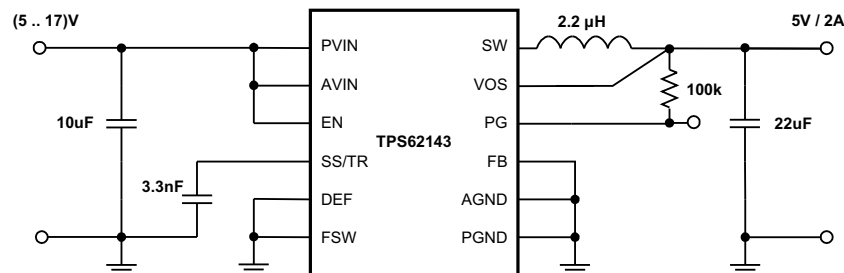 (5 .. 17)V
2.2 µH
5V / 2A
PVIN
SW
AVIN
VOS
100k
10uF
EN
PG
22uF
TPS62143
SS/TR
FB
3.3nF
DEF
AGND
FSW
PGND